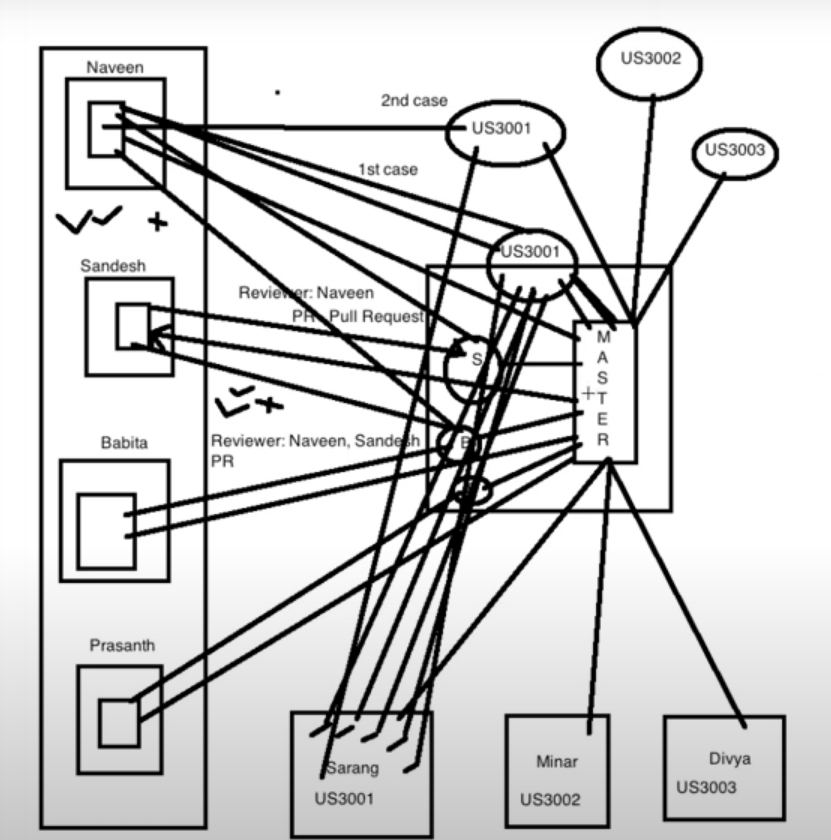 US3002
Naveen
2nd case
US3001
US3003
1st case
US3001
Sandesh
Reviewer: Naveen
PR - Pull Request
M
A
S
T
E
R
S
Babita
Reviewer: Naveen, Sandesh
B
PR
Prasanth
Sarang
US3001
Minar
US3002
Divya
US3003